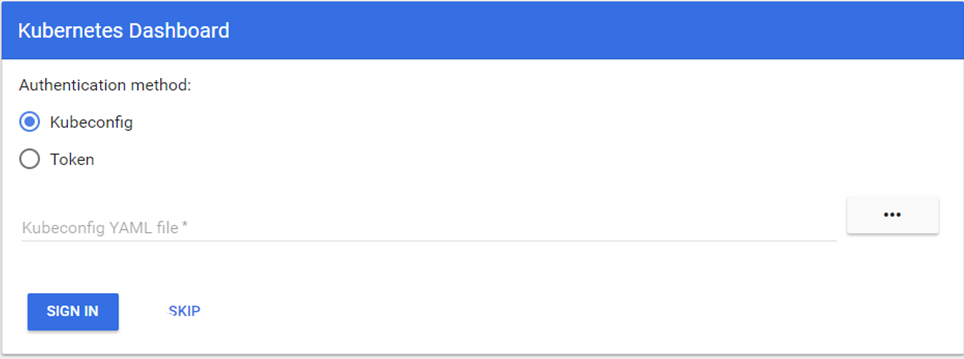 Kubernetes Dashboard
Authentication method:
Kubeconfig
Token
Kubeconfig YAML file *
•••
SIGN IN SKIP